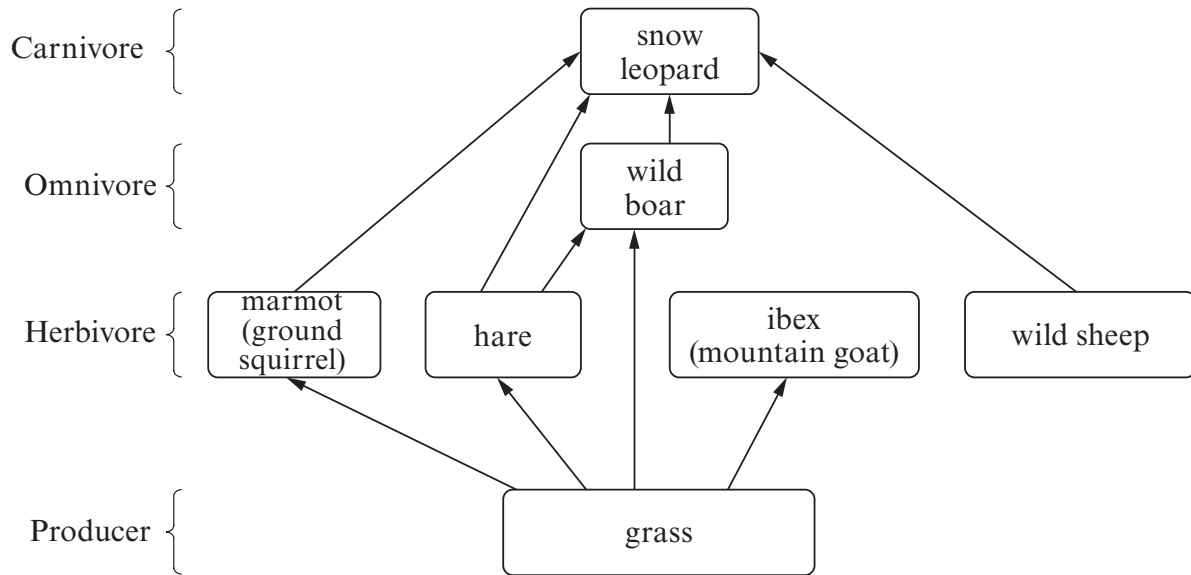 Carnivore
snow
leopard
Omnivore
wild
boar
Herbivore
marmot
(ground
squirrel)
hare
ibex
(mountain goat)
wild sheep
Producer
grass